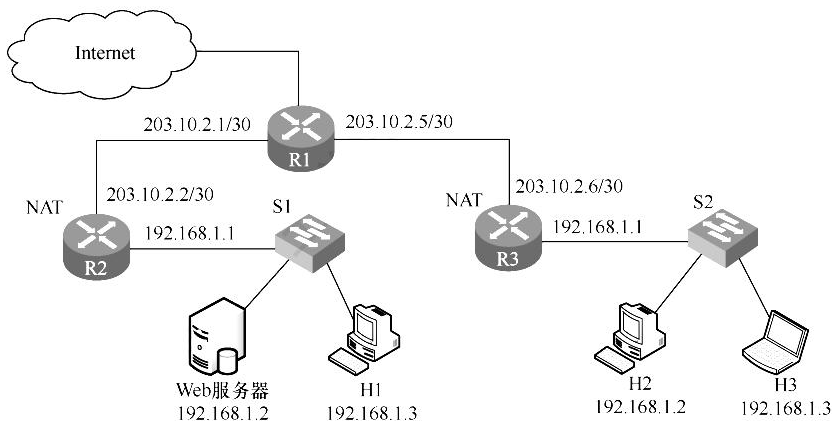 Internet
203.10.2.1/30
203.10.2.5/30
R1
NAT
203.10.2.2/30
S1
NAT
203.10.2.6/30
S2
192.168.1.1
192.168.1.1
R2
R3
Web服务器
H1
H2
H3
192.168.1.2
192.168.1.3
192.168.1.2
192.168.1.3